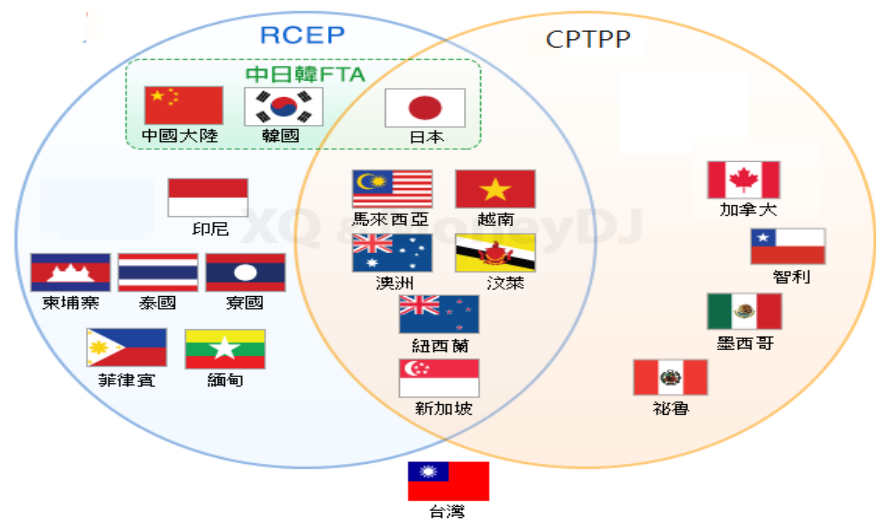 RCEP
CPTPP
中日韓FTA
中國大陸
韓國
日本
印尼
馬來西亞
越南
加拿大
柬埔寨
泰國
寮國
澳洲
汶萊
智利
紐西蘭
墨西哥
菲律賓
緬甸
新加坡
祕魯
台灣